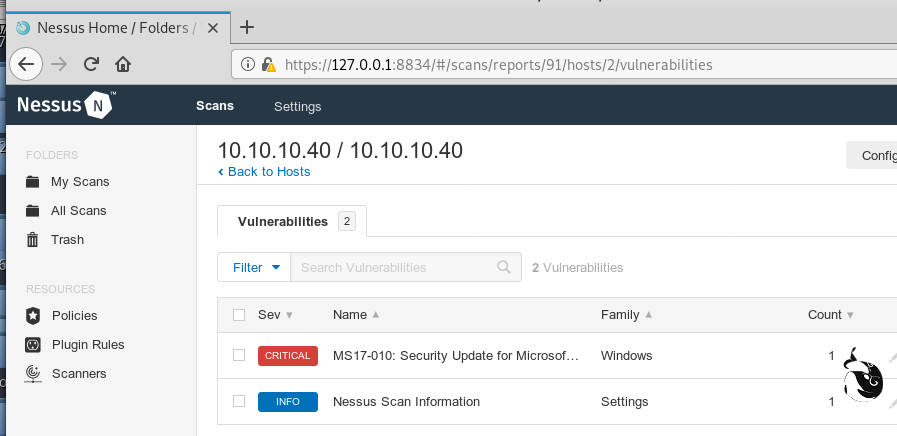 Nessus Home / Folders /
https://127.0.0.1:8834/#/scans/reports/91/hosts/2/vulnerabilities
Nessus N ™ Scans Settings
FOLDERS
My Scans
All Scans
Trash
RESOURCES
Policies
Plugin Rules
Scanners
10.10.10.40 / 10.10.10.40
Config
Back to Hosts
Vulnerabilities 2
Filter Search Vulnerabilities 2 Vulnerabilities
Sev Name Family Count
CRITICAL MS17-010: Security Update for Microsof... Windows 1
INFO Nessus Scan Information Settings 1